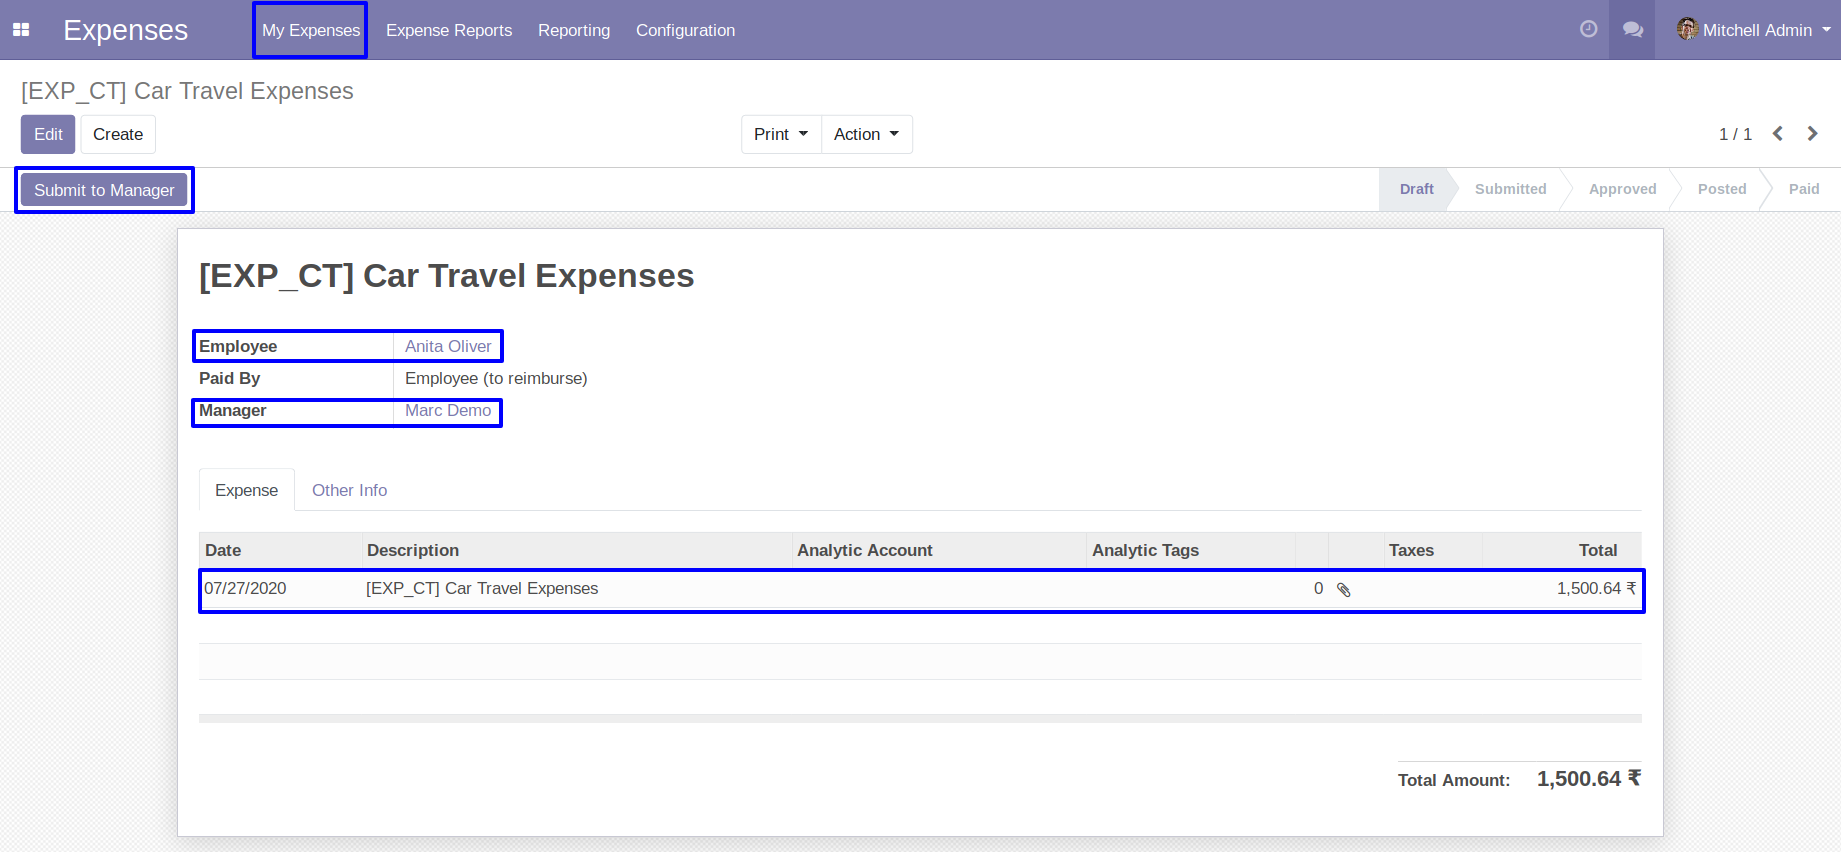 Expenses My Expenses Expense Reports Reporting Configuration Mitchell Admin
[EXP_CT] Car Travel Expenses
Edit Create Print Action 1 / 1
Submit to Manager Draft Submitted Approved Posted Paid
[EXP_CT] Car Travel Expenses
Employee Anita Oliver
Paid By Employee (to reimburse)
Manager Marc Demo
Expense Other Info
Date Description Analytic Account Analytic Tags Taxes Total
07/27/2020 [EXP_CT] Car Travel Expenses 0 1,500.64 ₹
Total Amount: 1,500.64 ₹